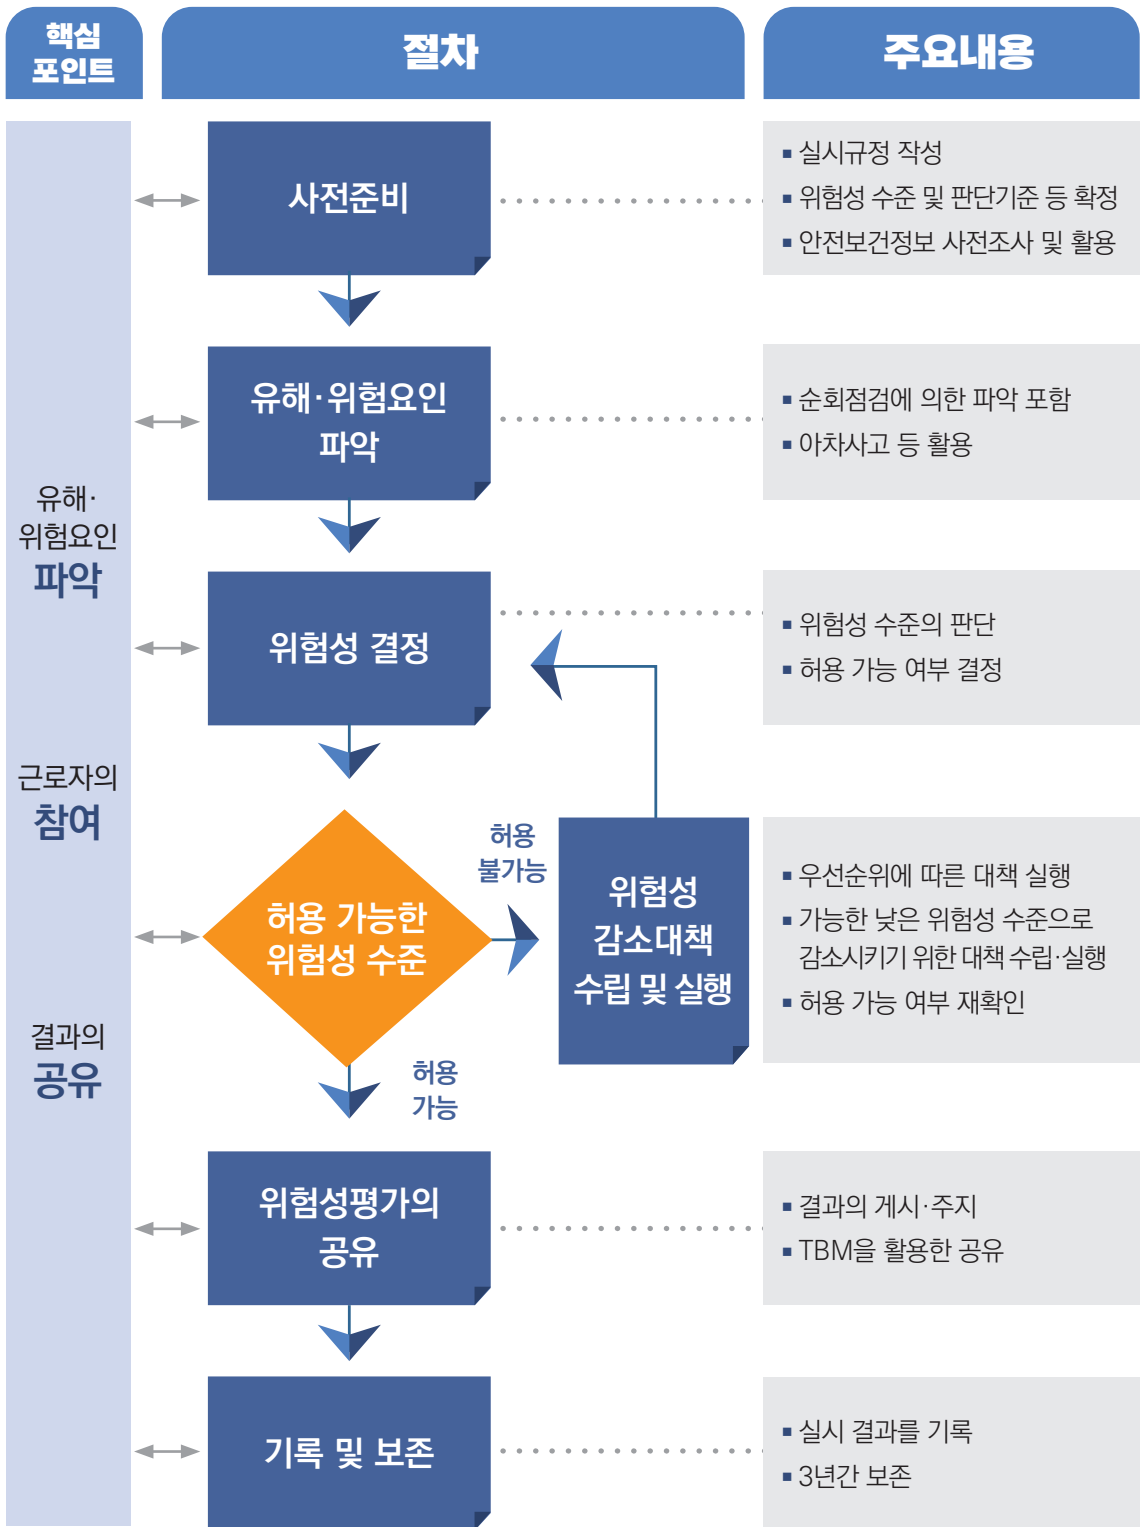 핵심
포인트
절차
주요내용
사전준비
▪ 실시규정 작성
▪ 위험성 수준 및 판단기준 등 확정
▪ 안전보건정보 사전조사 및 활용
유해·위험요인
파악
▪ 순회점검에 의한 파악 포함
▪ 아차사고 등 활용
유해·
위험요인
파악
위험성 결정
▪ 위험성 수준의 판단
▪ 허용 가능 여부 결정
근로자의
참여
허용 가능한
위험성 수준
허용
불가능
위험성
감소대책
수립 및 실행
▪ 우선순위에 따른 대책 실행
▪ 가능한 낮은 위험성 수준으로
감소시키기 위한 대책 수립·실행
▪ 허용 가능 여부 재확인
결과의
공유
허용
가능
위험성평가의
공유
▪ 결과의 게시·주지
▪ TBM을 활용한 공유
기록 및 보존
▪ 실시 결과를 기록
▪ 3년간 보존